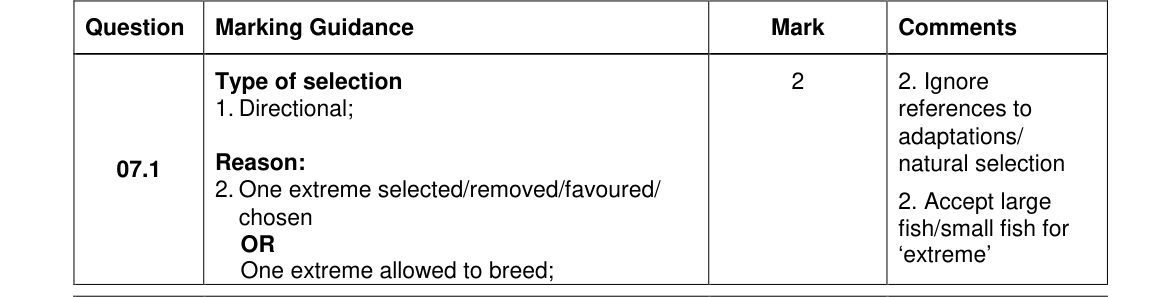 Question Marking Guidance Mark Comments
07.1
Type of selection
1. Directional;
Reason:
2. One extreme selected/removed/favoured/
chosen
OR
One extreme allowed to breed;
2
2. Ignore
references to
adaptations/
natural selection
2. Accept large
fish/small fish for
‘extreme’